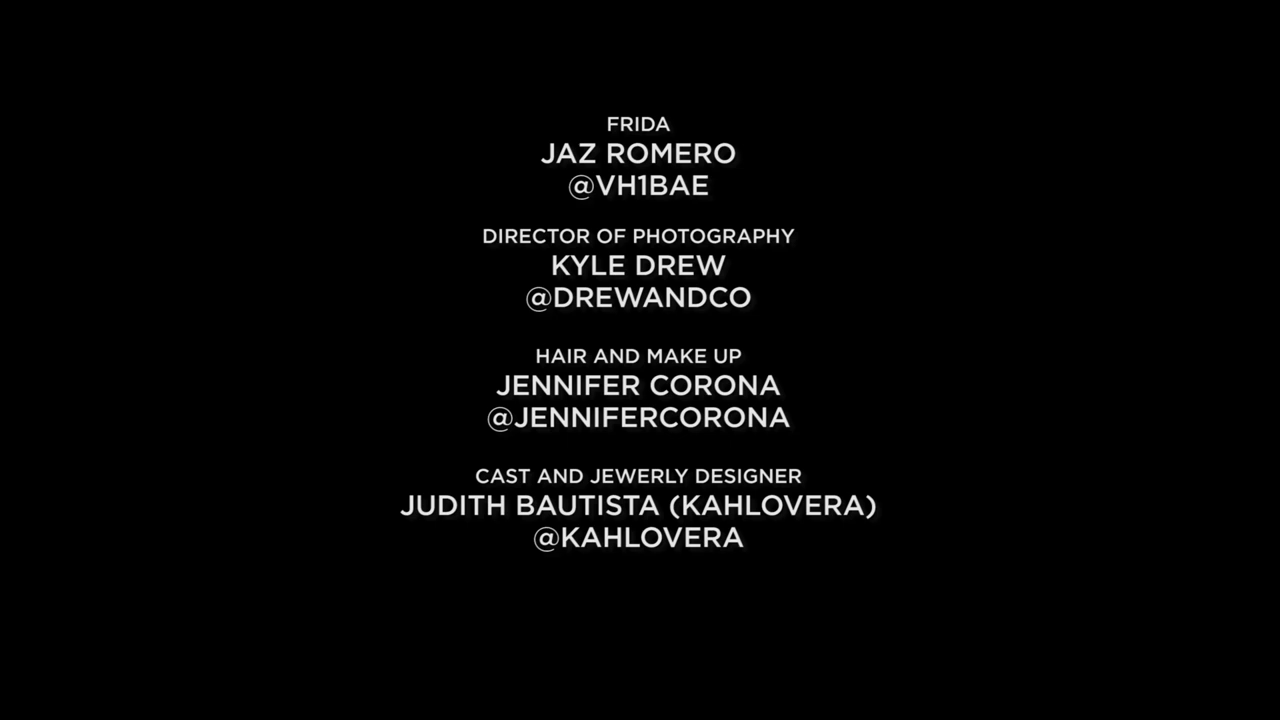 FRIDA
JAZ ROMERO
@VH1BAE
DIRECTOR OF PHOTOGRAPHY
KYLE DREW
@DREWANDCO
HAIR AND MAKE UP
JENNIFER CORONA
@JENNIFERCORONA
CAST AND JEWERLY DESIGNER
JUDITH BAUTISTA (KAHLOVERA)
@KAHLOVERA